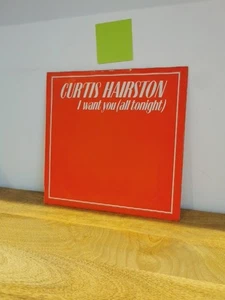 CURTIS HAIRSTON
I want you (all tonight)